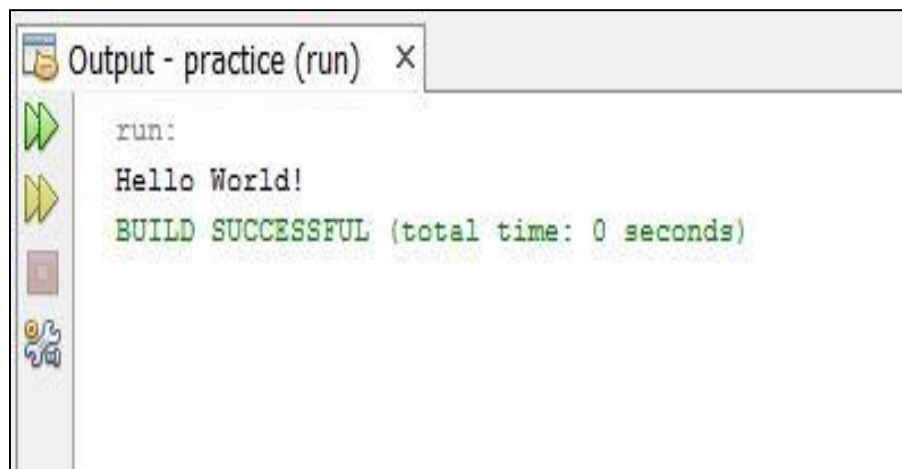 Output - practice (run)
run:
Hello World!
BUILD SUCCESSFUL (total time: 0 seconds)